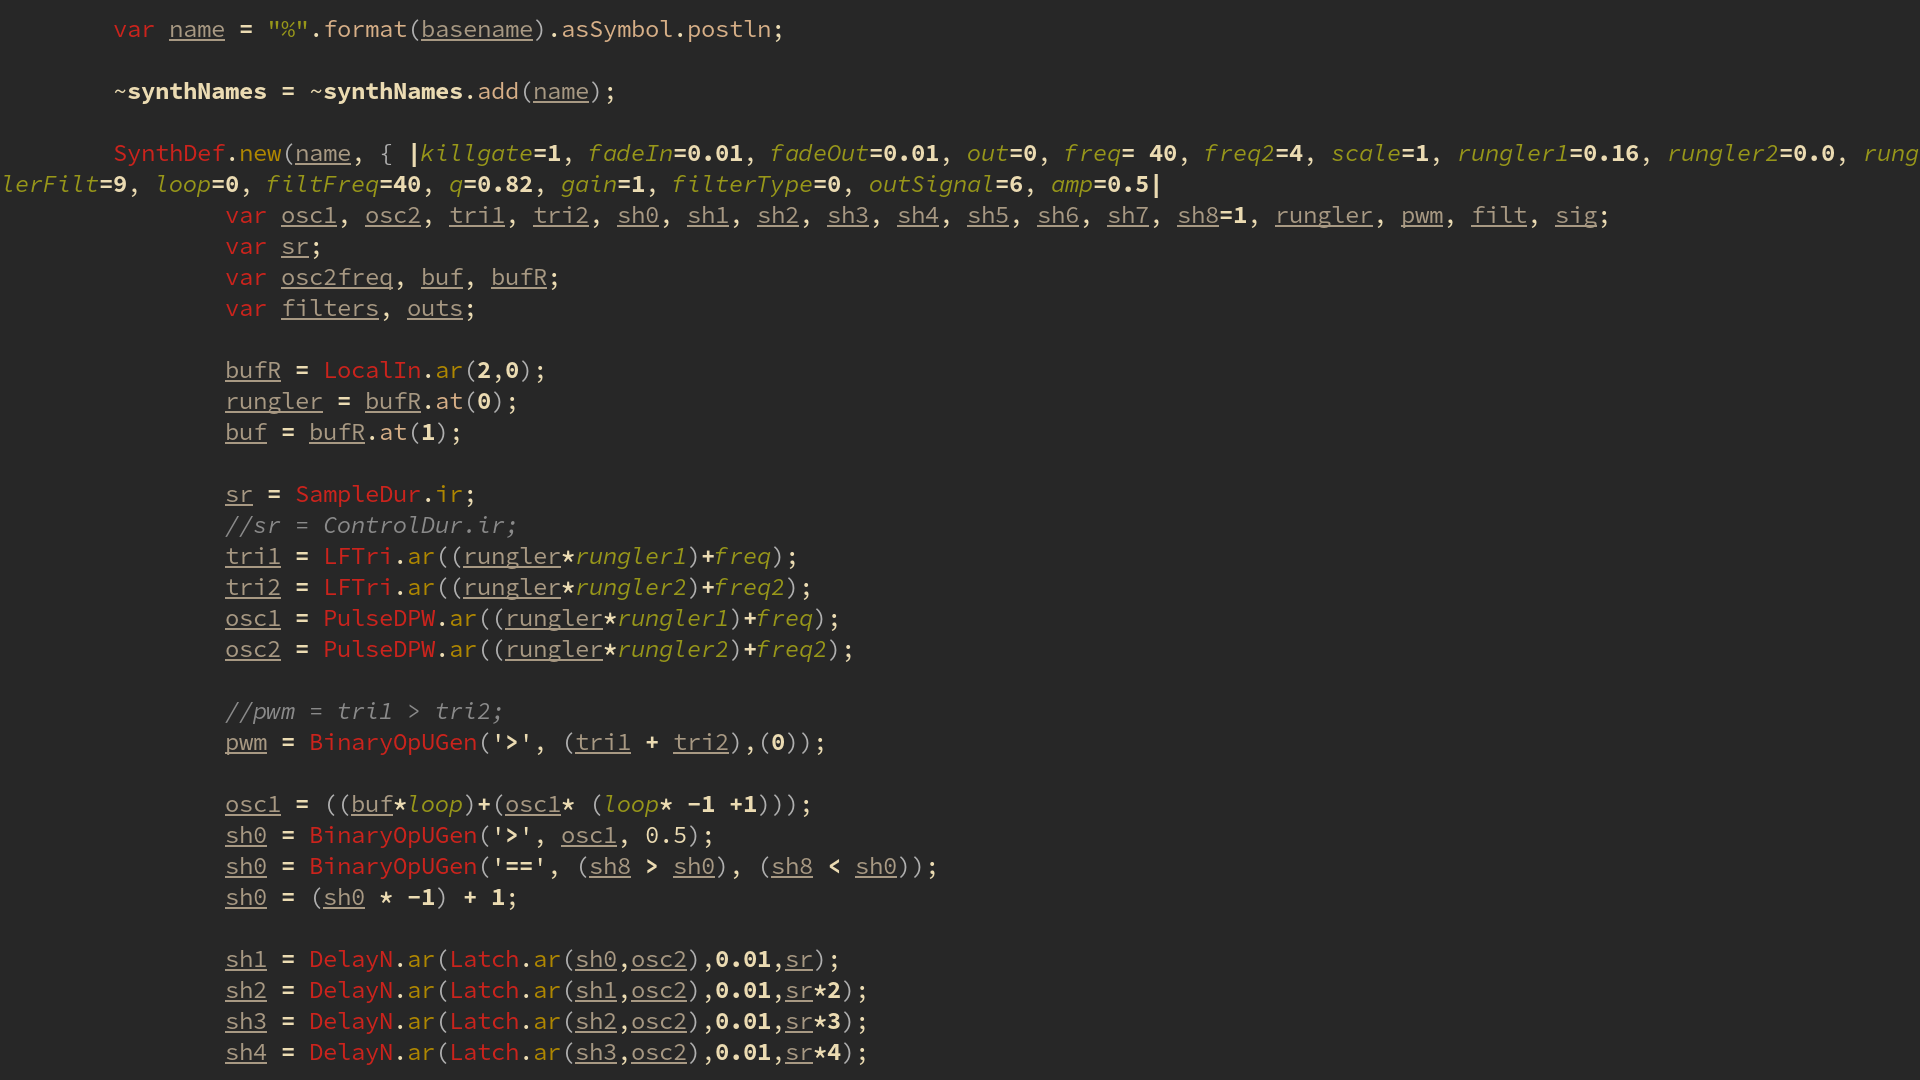 var name = "%".format(basename).asSymbol.postln;
~synthNames = ~synthNames.add(name);
SynthDef.new(name, { |killgate=1, fadeIn=0.01, fadeOut=0.01, out=0, freq= 40, freq2=4, scale=1, rungler1=0.16, rungler2=0.0, rung
lerFilt=9, loop=0, filtFreq=40, q=0.82, gain=1, filterType=0, outSignal=6, amp=0.5|
var osc1, osc2, tri1, tri2, sh0, sh1, sh2, sh3, sh4, sh5, sh6, sh7, sh8=1, rungler, pwm, filt, sig;
var sr;
var osc2freq, buf, bufR;
var filters, outs;
bufR = LocalIn.ar(2,0);
rungler = bufR.at(0);
buf = bufR.at(1);
sr = SampleDur.ir;
//sr = ControlDur.ir;
tri1 = LFTri.ar((rungler*rungler1)+freq);
tri2 = LFTri.ar((rungler*rungler2)+freq2);
osc1 = PulseDPW.ar((rungler*rungler1)+freq);
osc2 = PulseDPW.ar((rungler*rungler2)+freq2);
//pwm = tri1 > tri2;
pwm = BinaryOpUGen('>', (tri1 + tri2),(0));
osc1 = ((buf*loop)+(osc1* (loop* -1 +1)));
sh0 = BinaryOpUGen('>', osc1, 0.5);
sh0 = BinaryOpUGen('==', (sh8 > sh0), (sh8 < sh0));
sh0 = (sh0 * -1) + 1;
sh1 = DelayN.ar(Latch.ar(sh0,osc2),0.01,sr);
sh2 = DelayN.ar(Latch.ar(sh1,osc2),0.01,sr*2);
sh3 = DelayN.ar(Latch.ar(sh2,osc2),0.01,sr*3);
sh4 = DelayN.ar(Latch.ar(sh3,osc2),0.01,sr*4);